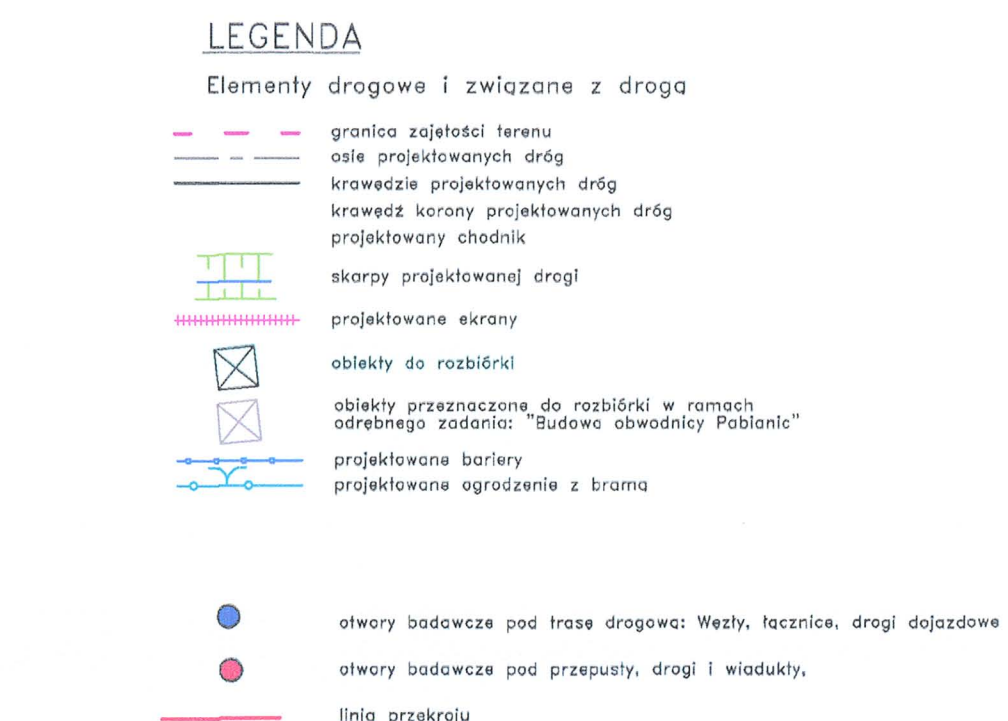 LEGENDA
Elementy drogowe i związane z drogą
granica zajętości terenu
osie projektowanych dróg
krawędzie projektowanych dróg
krawędź korony projektowanych dróg
projektowany chodnik
skarpy projektowanej drogi
projektowane ekrany
obiekty do rozbiórki
obiekty przeznaczone do rozbiórki w ramach
odrębnego zadania: "Budowa obwodnicy Pabianic"
projektowane bariery
projektowane ogrodzenie z bramą
otwory badawcze pod trasę drogową: Węzły, łącznice, drogi dojazdowe
otwory badawcze pod przepusty, drogi i wiadukty,
linia przekroju